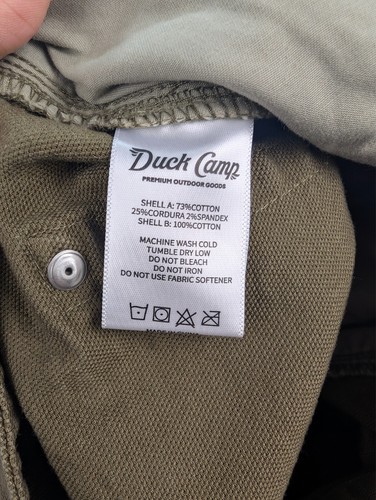 Duck Camp
PREMIUM OUTDOOR GOODS
SHELL A: 73%COTTON
25%CORDURA 2%SPANDEX
SHELL B: 100%COTTON
MACHINE WASH COLD
TUMBLE DRY LOW
DO NOT BLEACH
DO NOT IRON
DO NOT USE FABRIC SOFTENER